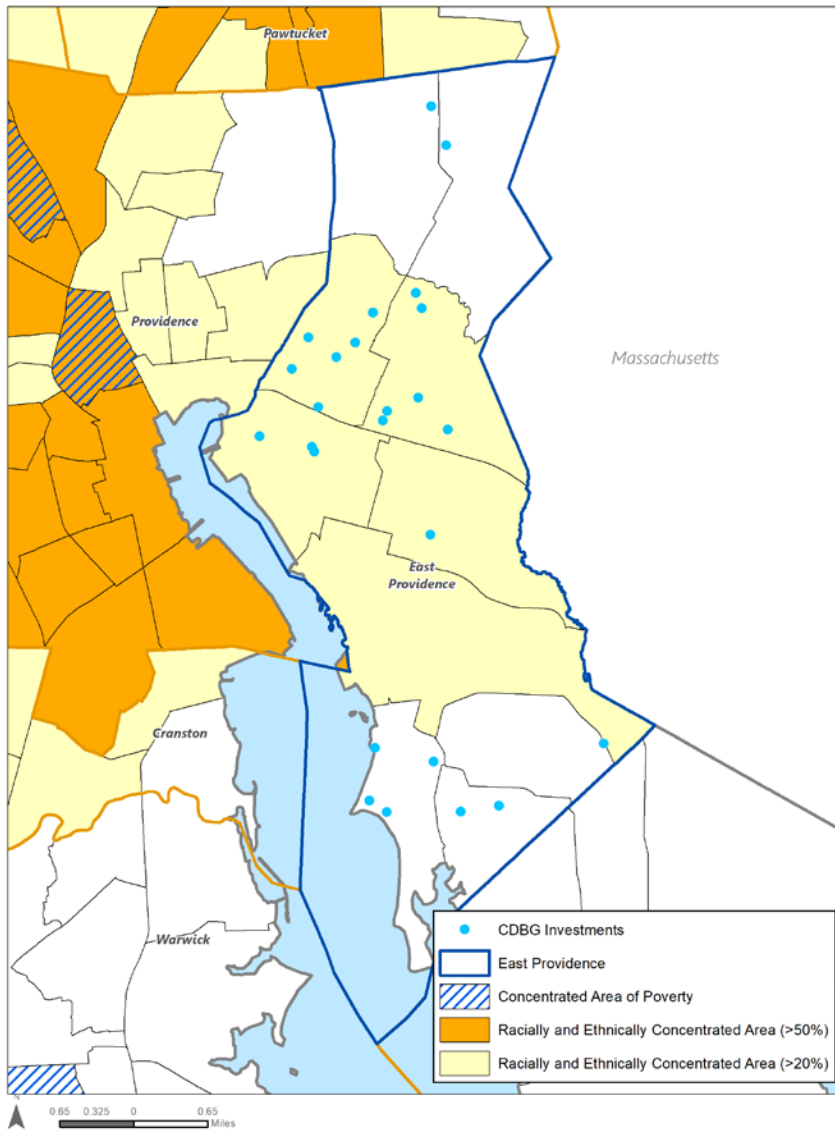 Pawtucket
Providence
Massachusetts
East
Providence
Cranston
Warwick
CDBG Investments
East Providence
Concentrated Area of Poverty
Racially and Ethnically Concentrated Area (>50%)
Racially and Ethnically Concentrated Area (>20%)
N
0.65 0.325 0 0.65
Miles